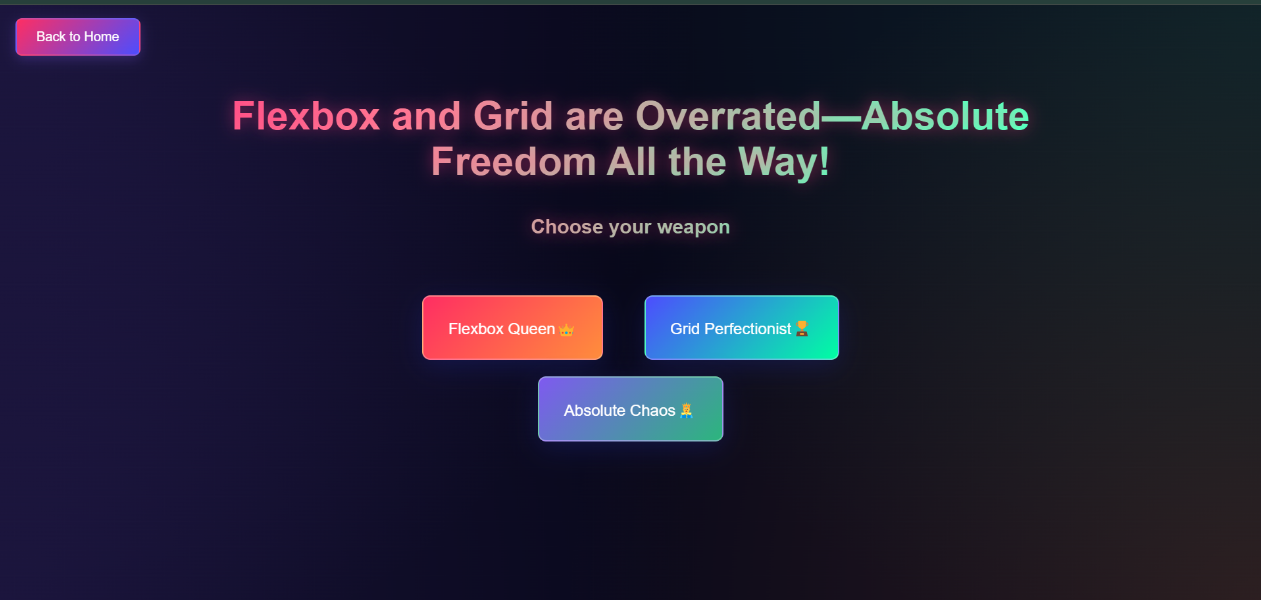 Back to Home
Flexbox and Grid are Overrated—Absolute
Freedom All the Way!
Choose your weapon
Flexbox Queen 👑
Grid Perfectionist
Absolute Chaos